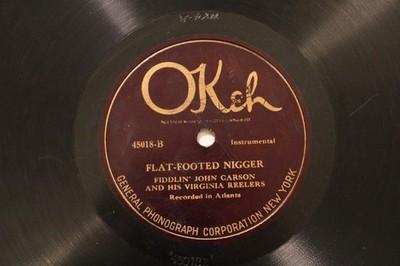 OKeh
45018-B
Instrumental
FLAT-FOOTED NIGGER
FIDDLIN' JOHN CARSON
AND HIS VIRGINIA REELERS
Recorded in Atlanta
GENERAL PHONOGRAPH CORPORATION NEW YORK